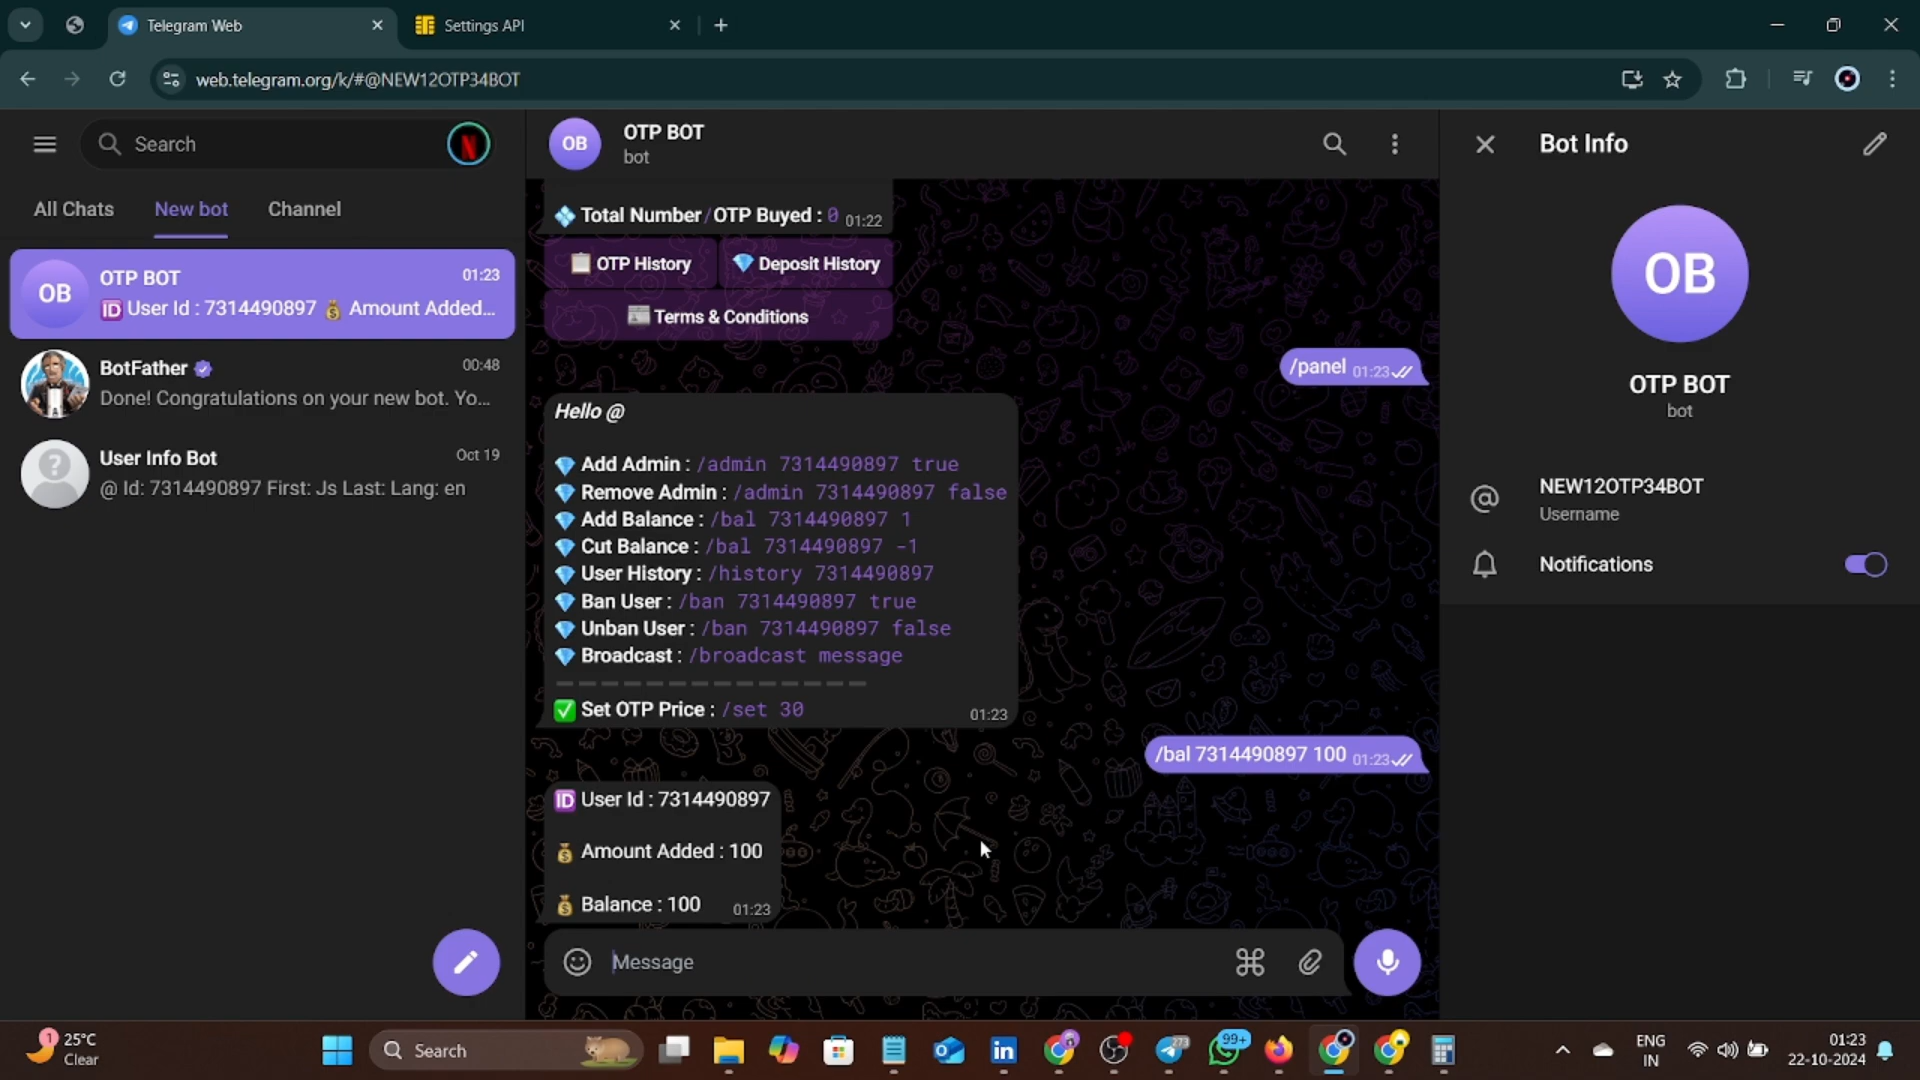 Telegram Web
Settings API
web.telegram.org/k/#@NEW12OTP34BOT
Search
All Chats
New bot
Channel
OB
OTP BOT
01:23
🆔 User Id : 7314490897 💰 Amount Added...
BotFather
00:48
Done! Congratulations on your new bot. Yo...
User Info Bot
Oct 19
@ Id: 7314490897 First: Js Last: Lang: en
OB
OTP BOT
bot
💠 Total Number/OTP Buyed : 0 01:22
📋 OTP History
💎 Deposit History
📰 Terms & Conditions
/panel 01:23
Hello @
💎 Add Admin : /admin 7314490897 true
💎 Remove Admin : /admin 7314490897 false
💎 Add Balance : /bal 7314490897 1
💎 Cut Balance : /bal 7314490897 -1
💎 User History : /history 7314490897
💎 Ban User : /ban 7314490897 true
💎 Unban User : /ban 7314490897 false
💎 Broadcast : /broadcast message
✅ Set OTP Price : /set 30
01:23
/bal 7314490897 100 01:23
🆔 User Id : 7314490897
💰 Amount Added : 100
💰 Balance : 100 01:23
Message
Bot Info
OB
OTP BOT
bot
NEW12OTP34BOT
Username
Notifications
1
25°C
Clear
Search
273
99+
ENG
IN
01:23
22-10-2024